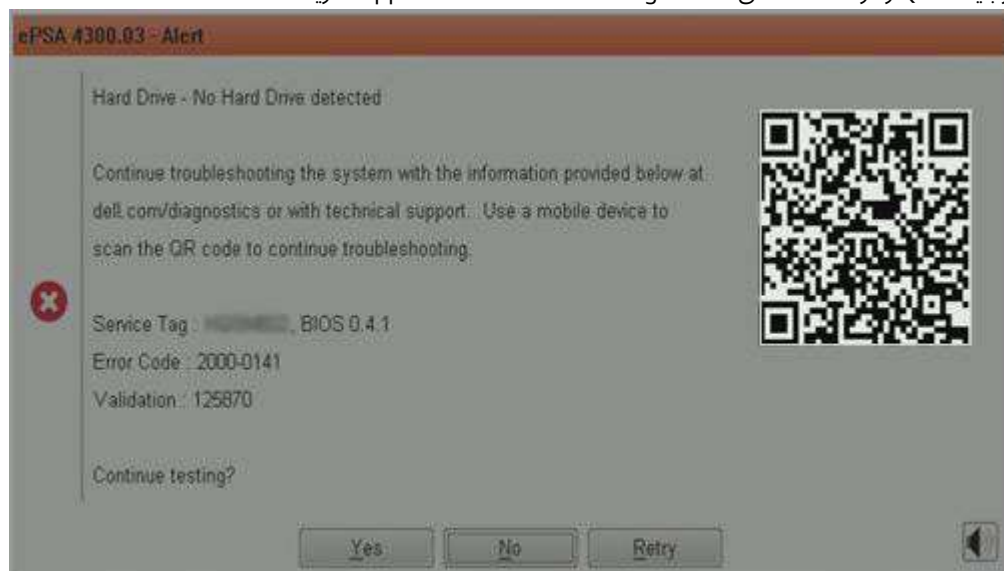 ePSA 4300.03 - Alert
Hard Drive - No Hard Drive detected
Continue troubleshooting the system with the information provided below at
dell.com/diagnostics or with technical support. Use a mobile device to
scan the QR code to continue troubleshooting.
Service Tag : , BIOS 0.4.1
Error Code : 2000-0141
Validation : 125870
Continue testing?
Yes No Retry